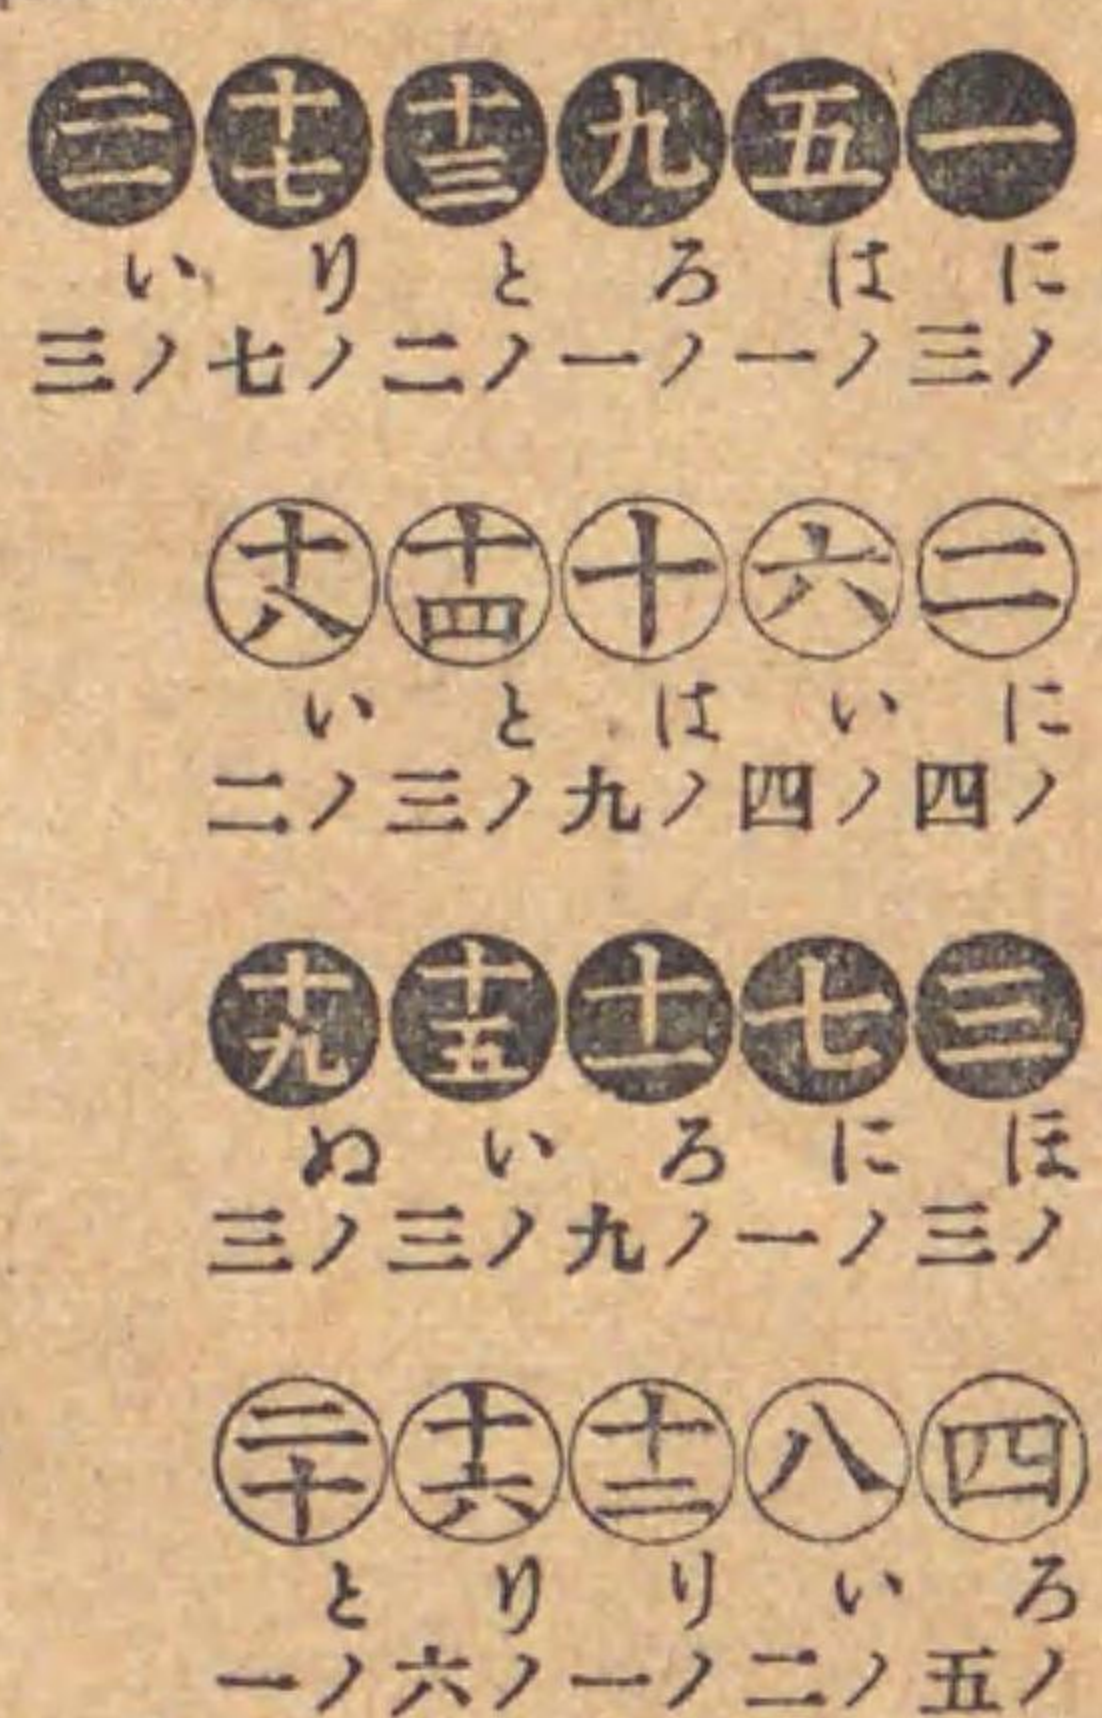 一 にノ三
二 にノ四
三 ほノ三
四 ろノ五
五 はノ一
六 いノ四
七 にノ一
八 いノ二
九 ろノ一
十 はノ九
十一 ろノ九
十二 りノ一
十三 とノ二
十四 とノ三
十五 いノ三
十六 りノ六
十七 りノ七
十八 いノ二
十九 ぬノ三
二十 とノ一
二一 いノ三